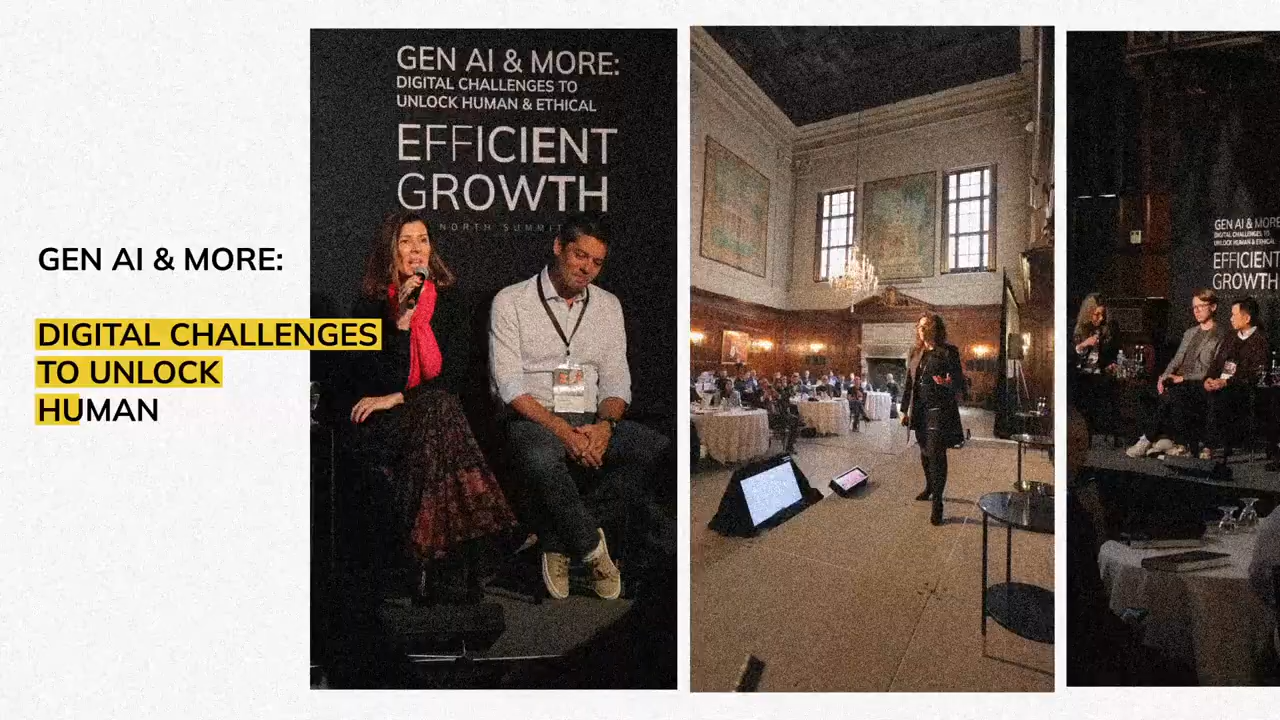 GEN AI & MORE:
DIGITAL CHALLENGES
TO UNLOCK
HUMAN
GEN AI & MORE:
DIGITAL CHALLENGES TO
UNLOCK HUMAN & ETHICAL
EFFICIENT
GROWTH
NORTH SUMMIT
GEN AI & MORE:
DIGITAL CHALLENGES TO
UNLOCK HUMAN & ETHICAL
EFFICIENT
GROWTH